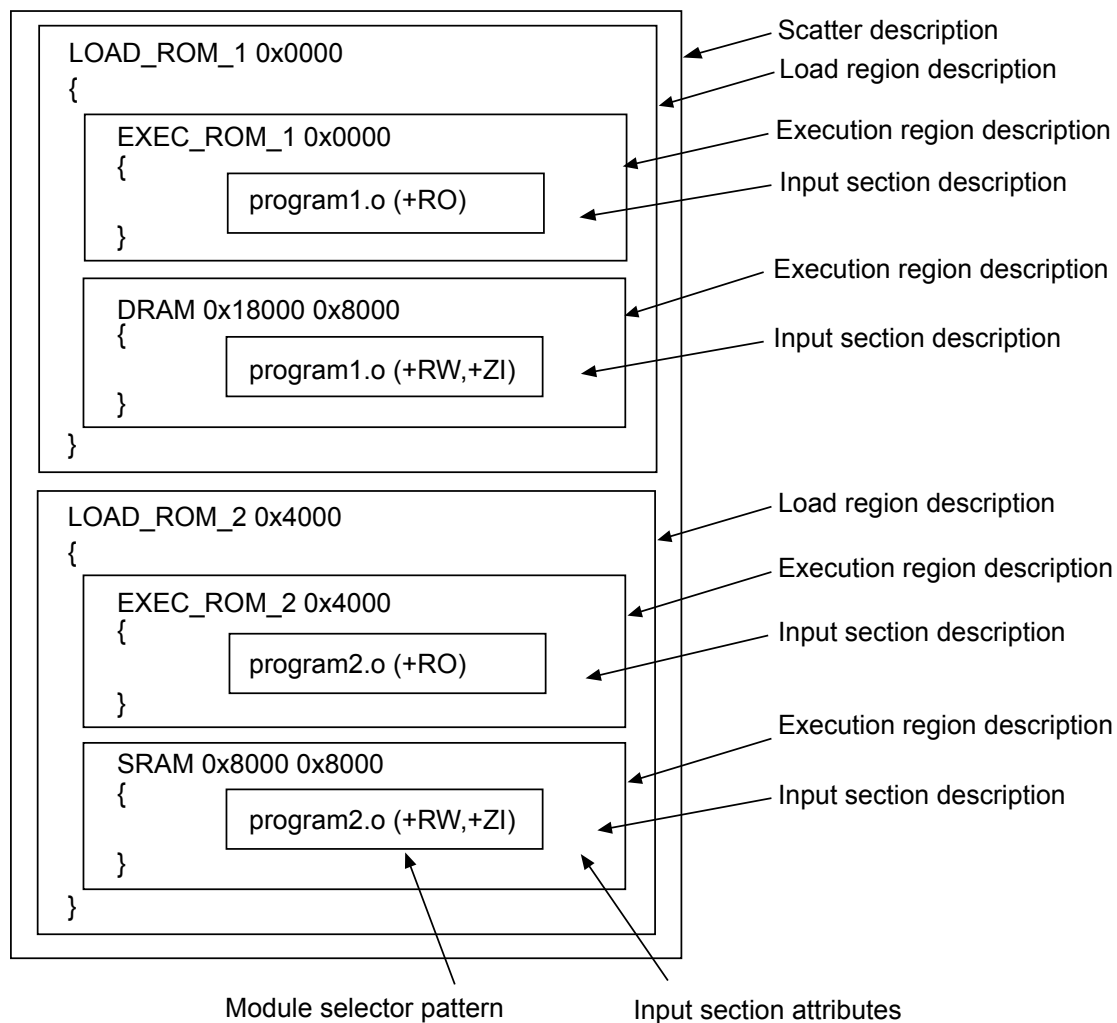 Scatter description
LOAD_ROM_1 0x0000
Load region description
{
EXEC_ROM_1 0x0000
Execution region description
{
program1.o (+RO)
Input section description
}
DRAM 0x18000 0x8000
Execution region description
{
program1.o (+RW,+ZI)
Input section description
}
}
LOAD_ROM_2 0x4000
Load region description
{
EXEC_ROM_2 0x4000
Execution region description
{
program2.o (+RO)
Input section description
}
SRAM 0x8000 0x8000
Execution region description
{
program2.o (+RW,+ZI)
Input section description
}
}
Module selector pattern
Input section attributes